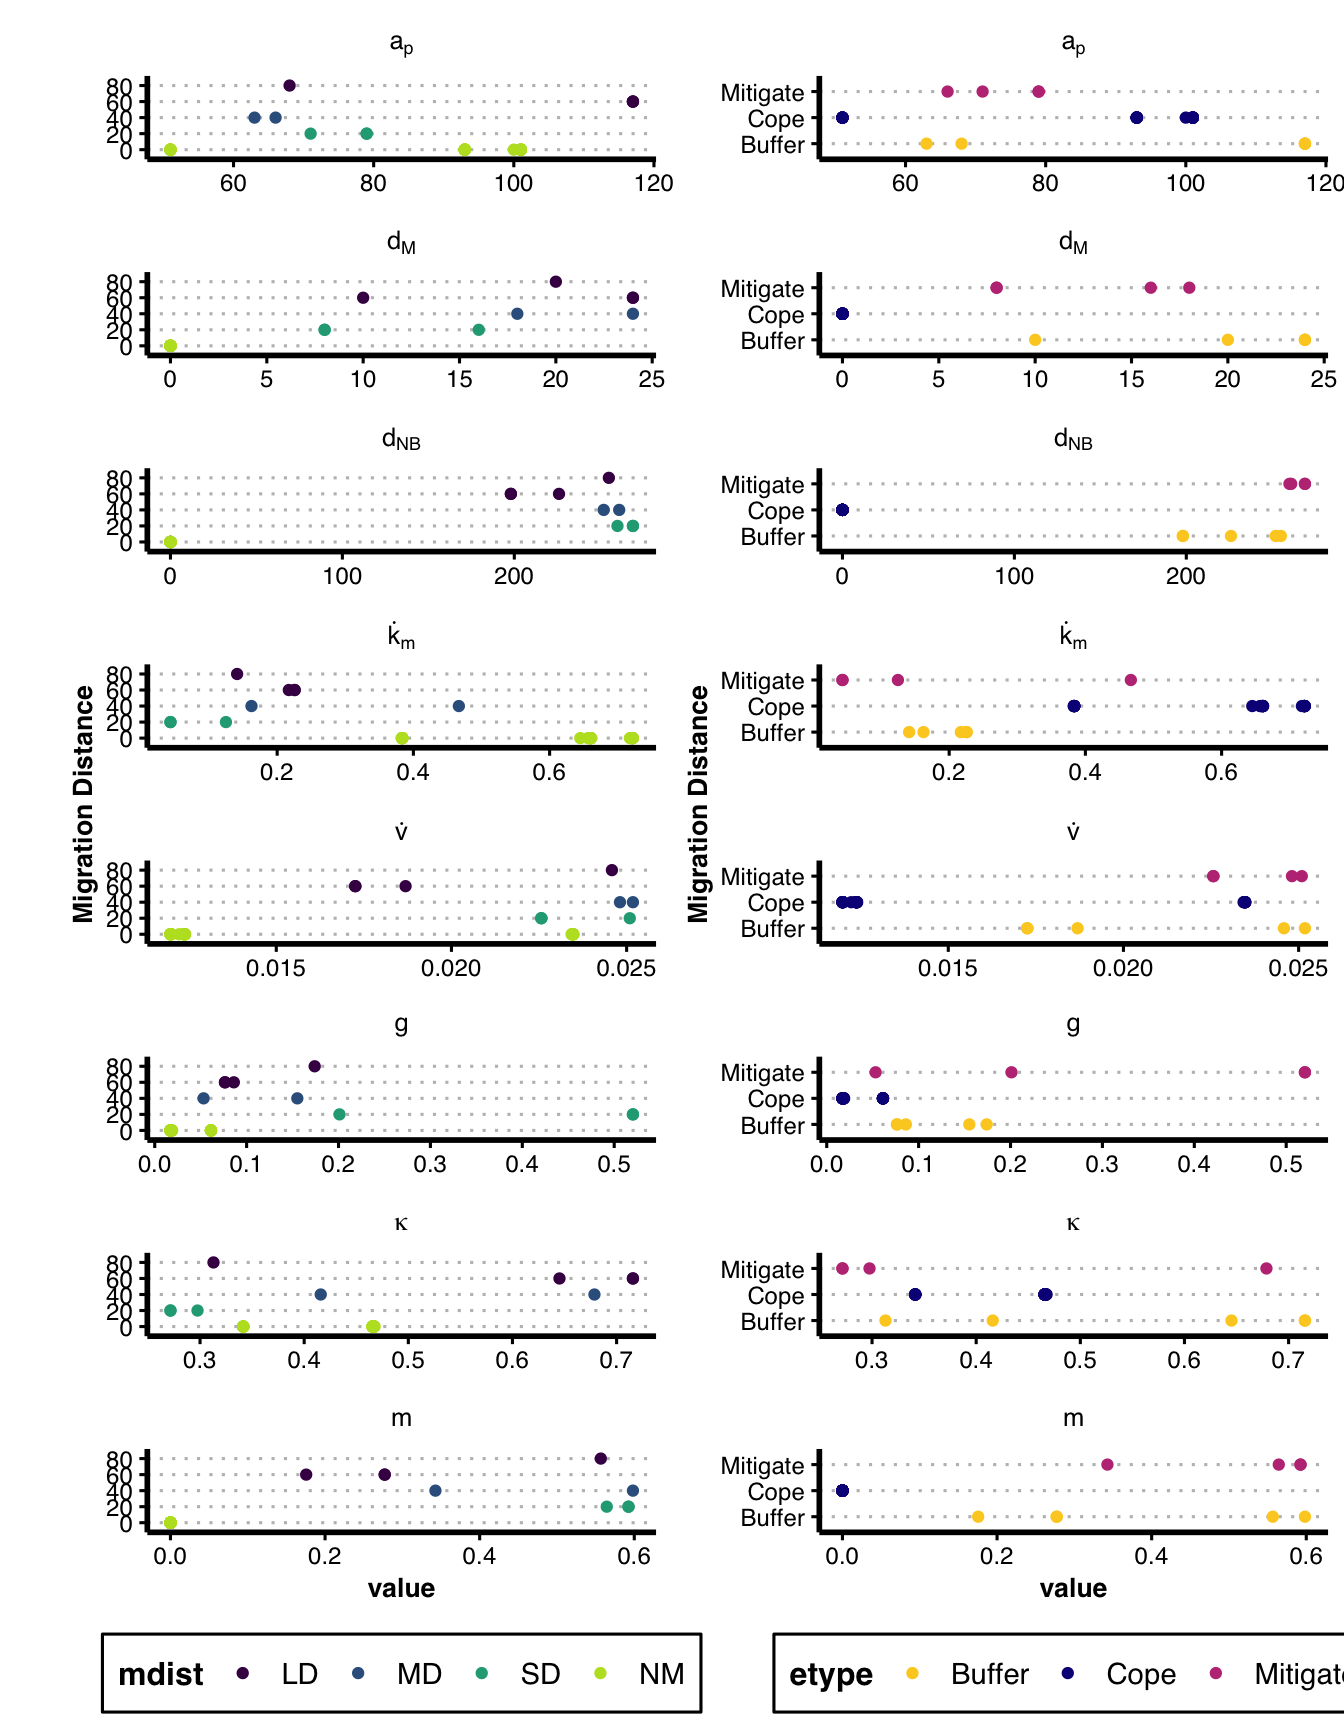 a_p
80
60
40
20
0
60 80 100 120
d_M
80
60
40
20
0
0 5 10 15 20 25
d_NB
80
60
40
20
0
0 100 200
k̇_m
80
60
40
20
0
0.2 0.4 0.6
v̇
80
60
40
20
0
0.015 0.020 0.025
g
80
60
40
20
0
0.0 0.1 0.2 0.3 0.4 0.5
κ
80
60
40
20
0
0.3 0.4 0.5 0.6 0.7
m
80
60
40
20
0
0.0 0.2 0.4 0.6
value
Migration Distance
mdist LD MD SD NM
a_p
Mitigate
Cope
Buffer
60 80 100 120
d_M
Mitigate
Cope
Buffer
0 5 10 15 20 25
d_NB
Mitigate
Cope
Buffer
0 100 200
k̇_m
Mitigate
Cope
Buffer
0.2 0.4 0.6
v̇
Mitigate
Cope
Buffer
0.015 0.020 0.025
g
Mitigate
Cope
Buffer
0.0 0.1 0.2 0.3 0.4 0.5
κ
Mitigate
Cope
Buffer
0.3 0.4 0.5 0.6 0.7
m
Mitigate
Cope
Buffer
0.0 0.2 0.4 0.6
value
Migration Distance
etype Buffer Cope Mitigate